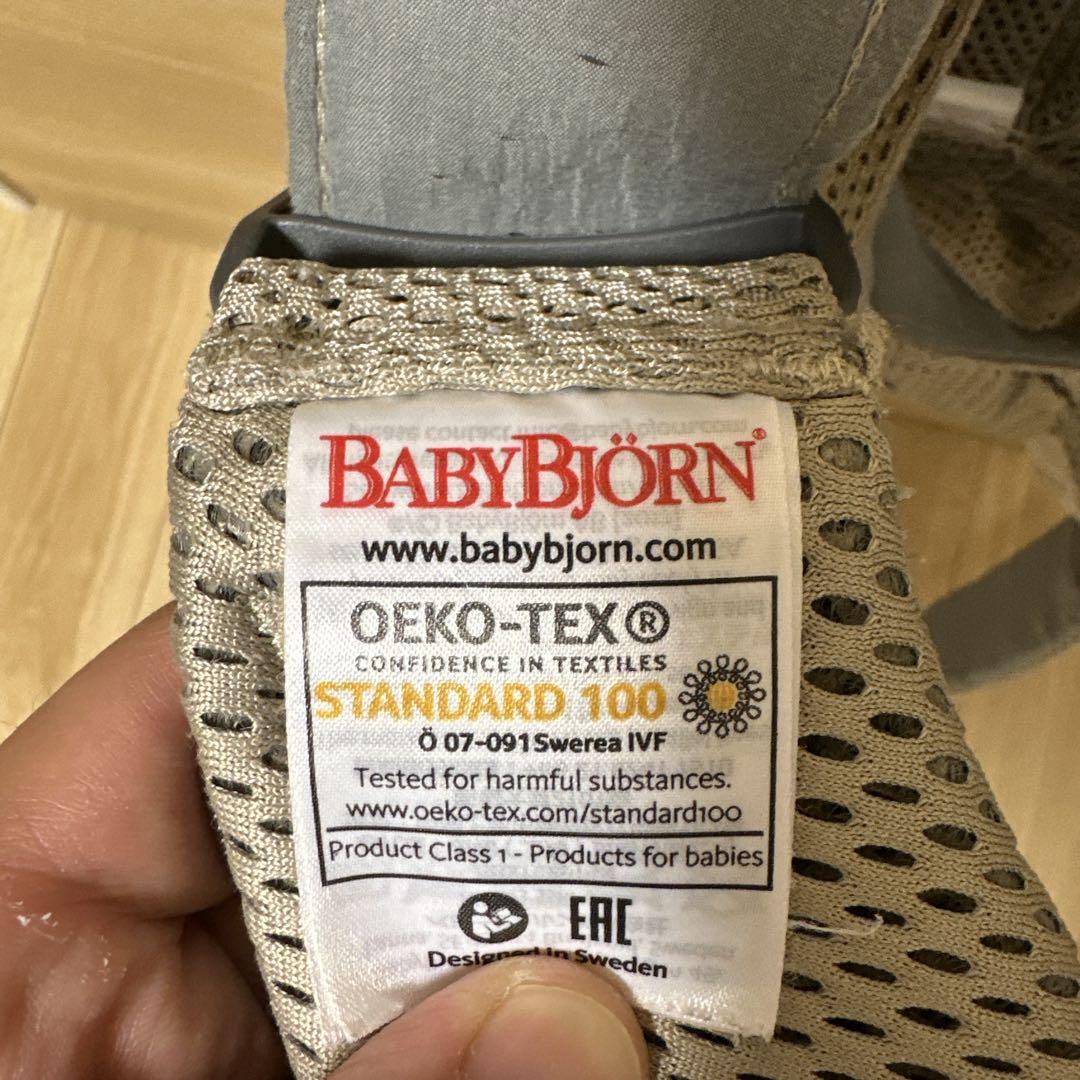 BABYBJÖRN®
www.babybjorn.com
OEKO-TEX®
CONFIDENCE IN TEXTILES
STANDARD 100
Ö 07-091 Swerea IVF
Tested for harmful substances.
www.oeko-tex.com/standard100
Product Class 1 - Products for babies
EAC
Designed in Sweden